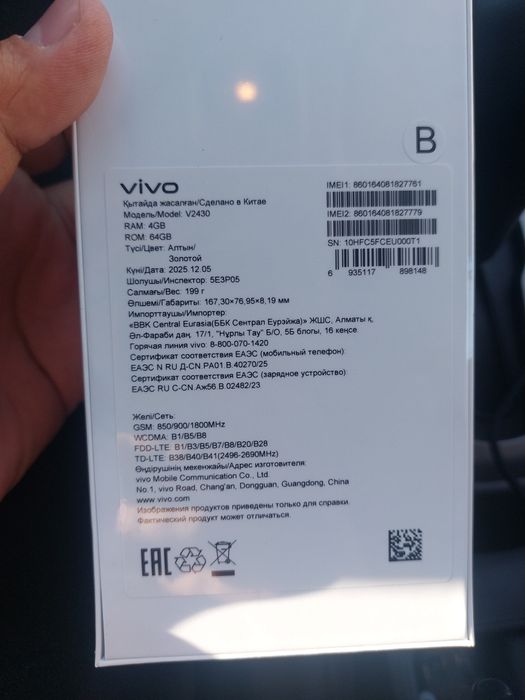 B
vivo
Қытайда жасалған/Сделано в Китае
Модель/Model: V2430
RAM: 4GB
ROM: 64GB
Түсі/Цвет: Алтын/
Золотой
Күні/Дата: 2025.12.05
Шолушы/Инспектор: 5E3P05
Салмағы/Вес: 199 г
Өлшемі/Габариты: 167,30×76,95×8,19 мм
Импорттаушы/Импортер:
«BBK Central Eurasia(ББК Сентрал Еуразия)» ЖШС, Алматы қ,
Әл-Фараби даң. 17/1, "Нурлы Тау" Б/О, 5Б блогы, 16 кеңсе.
Горячая линия vivo: 8-800-070-1420
Сертификат соответствия ЕАЭС (мобильный телефон):
ЕАЭС N RU Д-CN.РА01.В.40270/25
Сертификат соответствия ЕАЭС (зарядное устройство):
ЕАЭС RU С-CN.Аж56.В.02482/23
IMEI1: 860164081827761
IMEI2: 860164081827779
SN: 10HFC5FCEU000T1
6 935117 898148
Желі/Сеть:
GSM: 850/900/1800MHz
WCDMA: B1/B5/B8
FDD-LTE: B1/B3/B5/B7/B8/B20/B28
TD-LTE: B38/B40/B41(2496-2690MHz)
Өндірушінің мекенжайы/Адрес изготовителя:
vivo Mobile Communication Co., Ltd.
No.1, vivo Road, Chang'an, Dongguan, Guangdong, China
www.vivo.com
Изображения продуктов приведены только для справки.
Фактический продукт может отличаться.
EAC